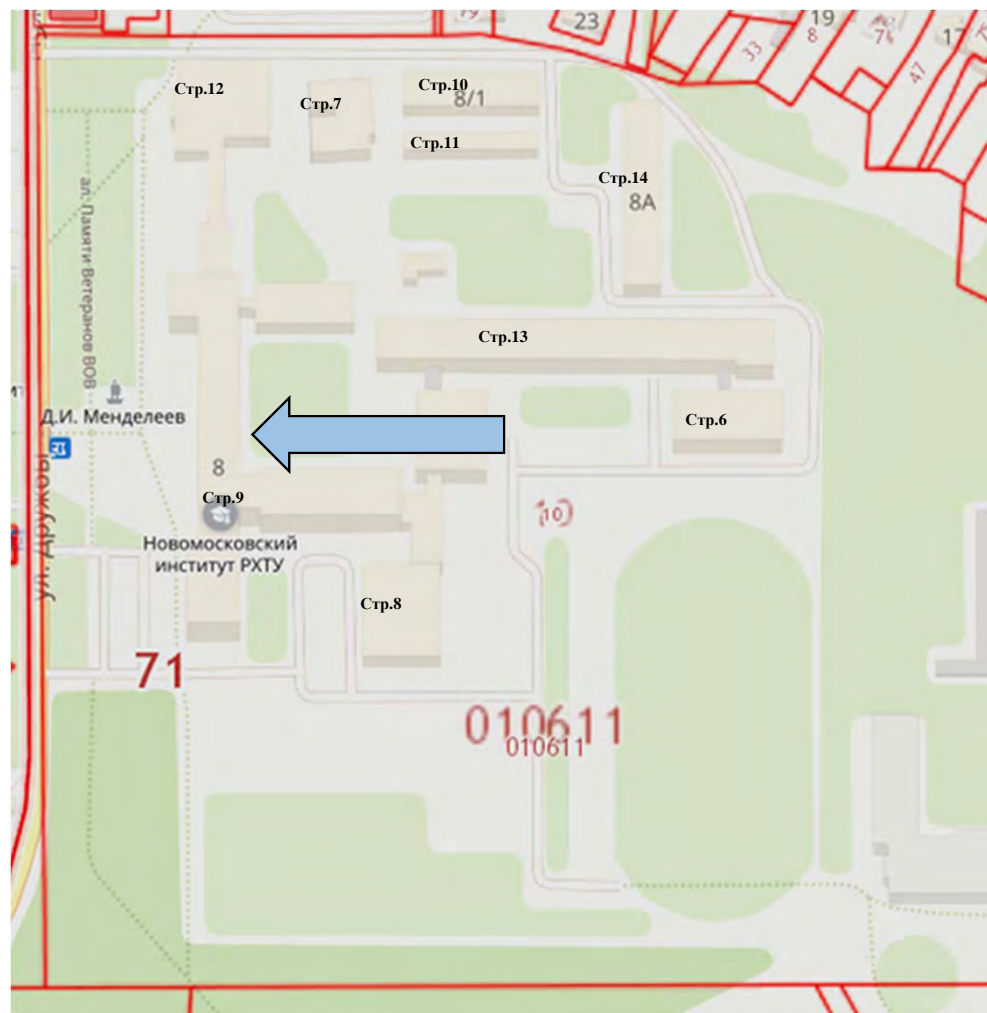 23
19
8
33
47
17
Стр.12
Стр.7
Стр.10
8/1
Стр.11
Стр.14
8А
ал. Памяти Ветеранов ВОВ
Стр.13
Д.И. Менделеев
Стр.6
ул. Дружбы
8
Стр.9
(10)
Новомосковский
институт РХТУ
Стр.8
71
010611
010611